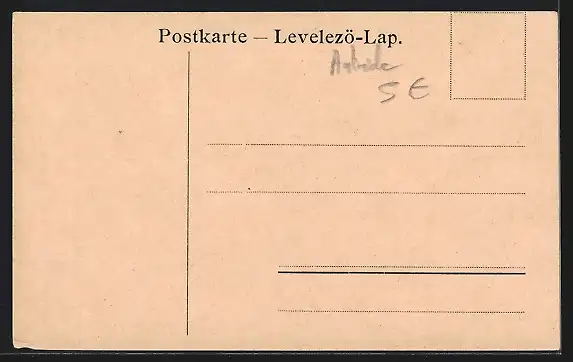 Postkarte – Levelezö-Lap.
5 €